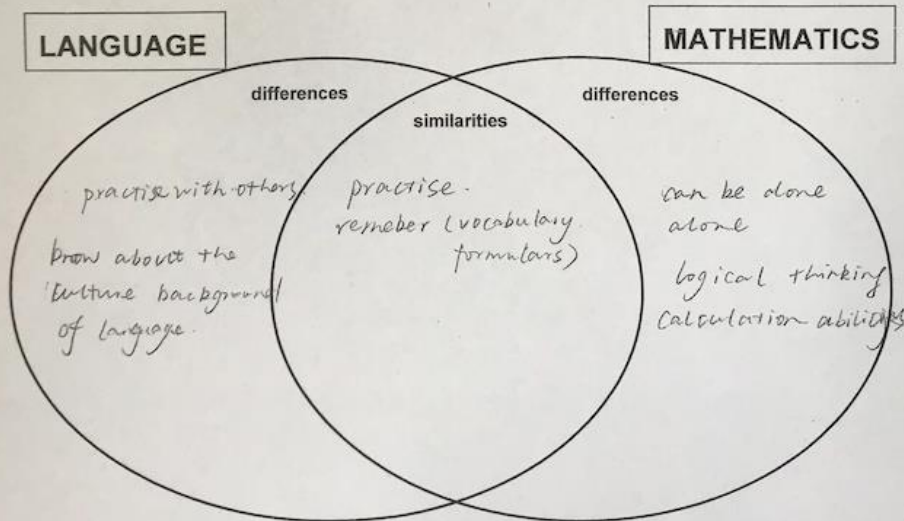 LANGUAGE
MATHEMATICS
differences
differences
similarities
practise with others.
know about the
culture background
of language.
practise.
remeber (vocabulary
formulars)
can be done
alone
logical thinking
calculation abilities